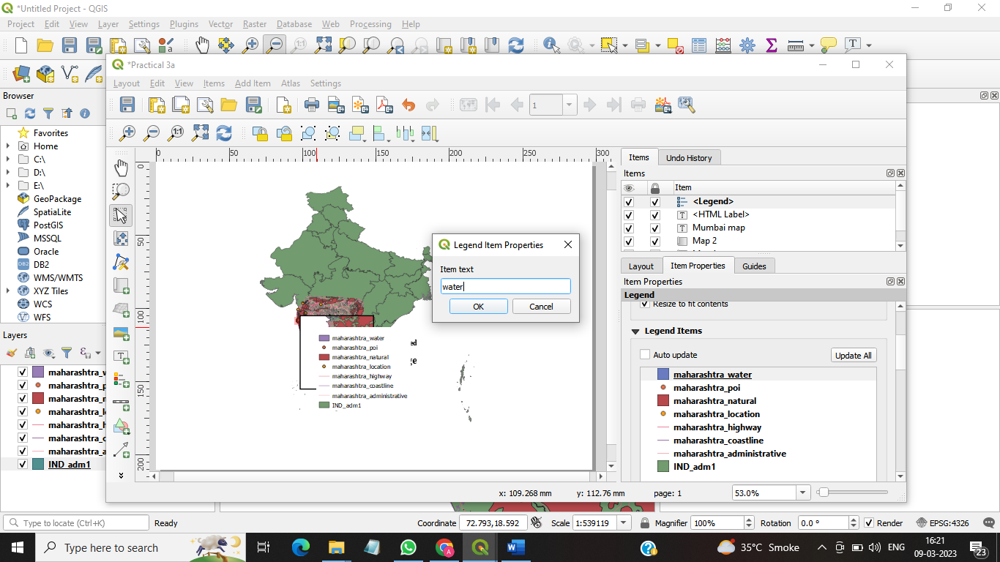 *Untitled Project - QGIS
Project Edit View Layer Settings Plugins Vector Raster Database Web Processing Help
*Practical 3a
Layout Edit View Items Add Item Atlas Settings
1
Browser
Favorites
Home
C:\
D:\
E:\
GeoPackage
SpatiaLite
PostGIS
MSSQL
Oracle
DB2
WMS/WMTS
XYZ Tiles
WCS
WFS
Layers
maharashtra_w
maharashtra_p
maharashtra_n
maharashtra_l
maharashtra_h
maharashtra_c
maharashtra_a
IND_adm1
0 50 100 150 200 250 300
0
50
100
150
200
maharashtra_water
maharashtra_poi
maharashtra_natural
maharashtra_location
maharashtra_highway
maharashtra_coastline
maharashtra_administrative
IND_adm1
ed
ge
Legend Item Properties
Item text
water
OK Cancel
Items Undo History
Items
Item
<Legend>
<HTML Label>
Mumbai map
Map 2
Layout Item Properties Guides
Item Properties
Legend
Resize to fit contents
Legend Items
Auto update Update All
maharashtra_water
maharashtra_poi
maharashtra_natural
maharashtra_location
maharashtra_highway
maharashtra_coastline
maharashtra_administrative
IND_adm1
x: 109.268 mm y: 112.76 mm page: 1 53.0%
Type to locate (Ctrl+K) Ready Coordinate 72.793,18.592 Scale 1:539119 Magnifier 100% Rotation 0.0 ° Render EPSG:4326
Type here to search 35°C Smoke ENG 16:21
09-03-2023 23